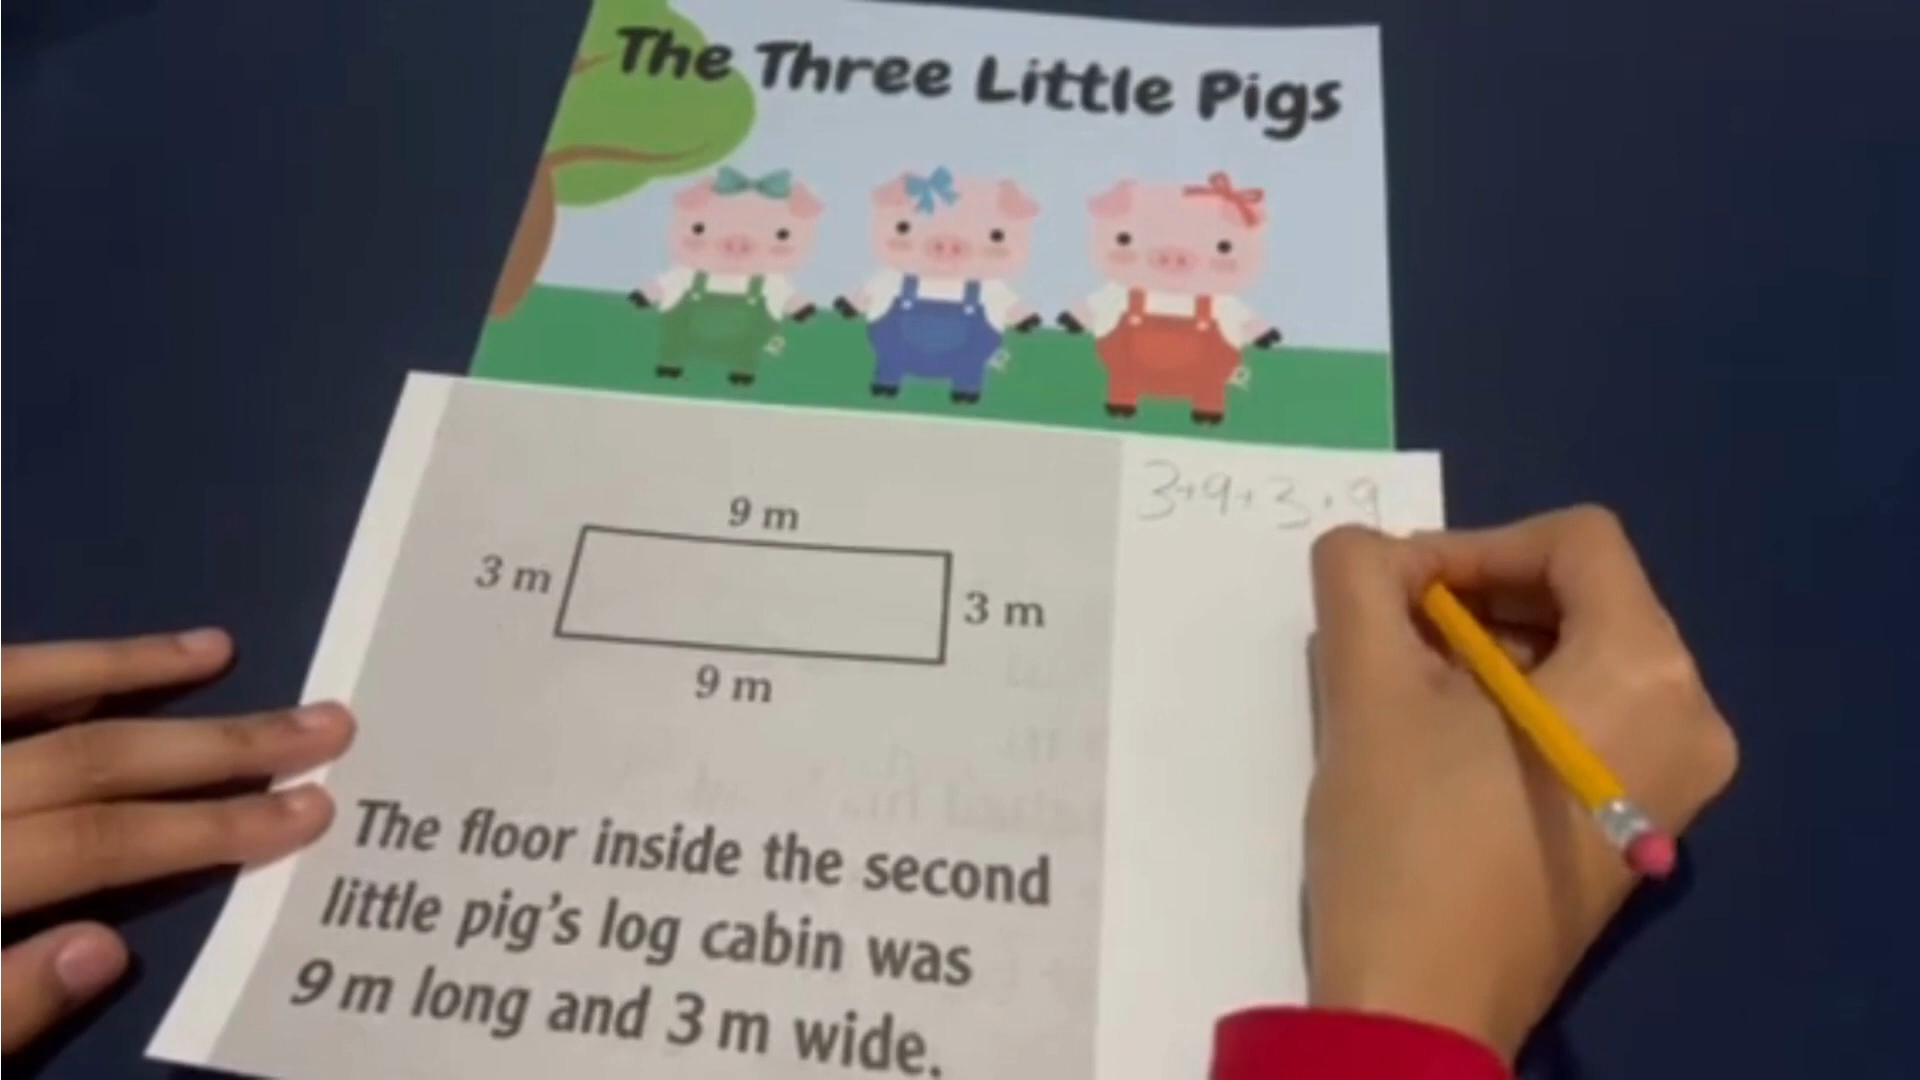 The Three Little Pigs
3+9+3+9
9 m
3 m
3 m
9 m
The floor inside the second
little pig's log cabin was
9 m long and 3 m wide.